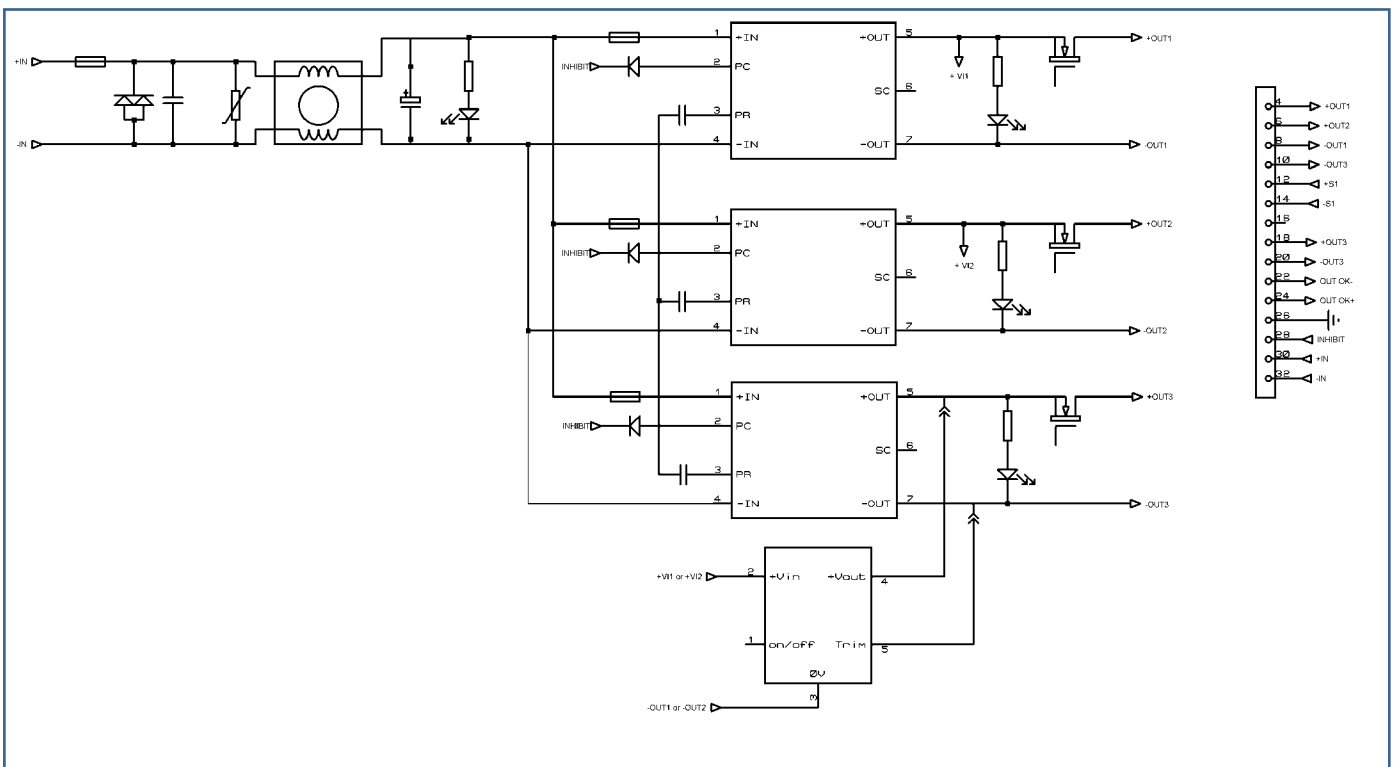 +IN
-IN
1
+IN
+OUT
5
+OUT1
INHIBIT
2
PC
+ VI1
SC
6
3
PR
4
-IN
-OUT
7
-OUT1
1
+IN
+OUT
5
+OUT2
INHIBIT
2
PC
+ VI2
SC
6
3
PR
4
-IN
-OUT
7
-OUT2
1
+IN
+OUT
5
+OUT3
INHIBIT
2
PC
SC
6
3
PR
4
-IN
-OUT
7
-OUT3
+VI1 or +VI2
2
+Vin
+Vout
4
1
on/off
Trim
5
0V
3
-OUT1 or -OUT2
4 +OUT1
6 +OUT2
8 -OUT1
10 -OUT3
12 +S1
14 -S1
16
18 +OUT3
20 -OUT3
22 OUT OK-
24 OUT OK+
26
28 INHIBIT
30 +IN
32 -IN